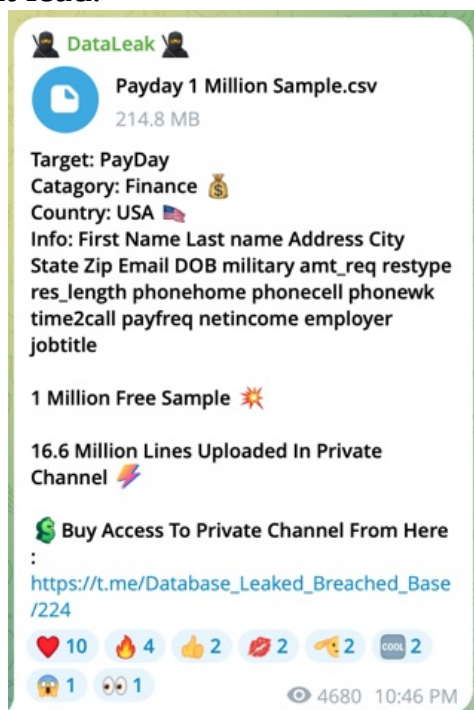 🥷 DataLeak 🥷
Payday 1 Million Sample.csv
214.8 MB
Target: PayDay
Catagory: Finance 💰
Country: USA 🇺🇸
Info: First Name Last name Address City
State Zip Email DOB military amt_req restype
res_length phonehome phonecell phonewk
time2call payfreq netincome employer
jobtitle
1 Million Free Sample 💥
16.6 Million Lines Uploaded In Private
Channel ⚡
💲 Buy Access To Private Channel From Here
:
https://t.me/Database_Leaked_Breached_Base
/224
❤️ 10 🔥 4 👍 2 💋 2 🫡 2 🆒 2
😱 1 👀 1 4680 10:46 PM